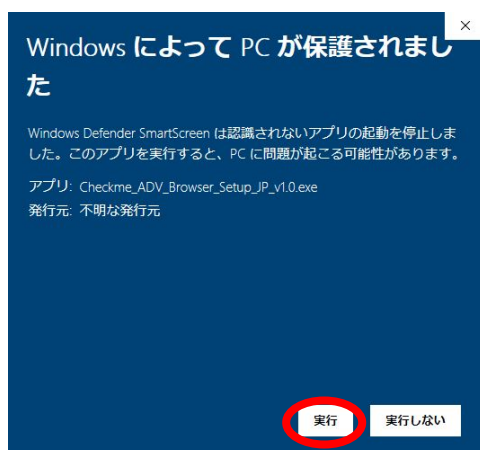 Windows によって PC が保護されまし
た
Windows Defender SmartScreen は認識されないアプリの起動を停止しま
した。このアプリを実行すると、PC に問題が起こる可能性があります。
アプリ: Checkme_ADV_Browser_Setup_JP_v1.0.exe
発行元: 不明な発行元
実行 実行しない